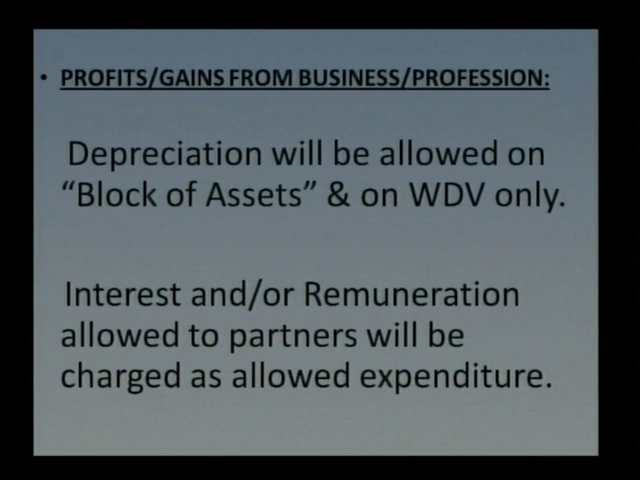 • PROFITS/GAINS FROM BUSINESS/PROFESSION:
Depreciation will be allowed on
“Block of Assets” & on WDV only.
Interest and/or Remuneration
allowed to partners will be
charged as allowed expenditure.